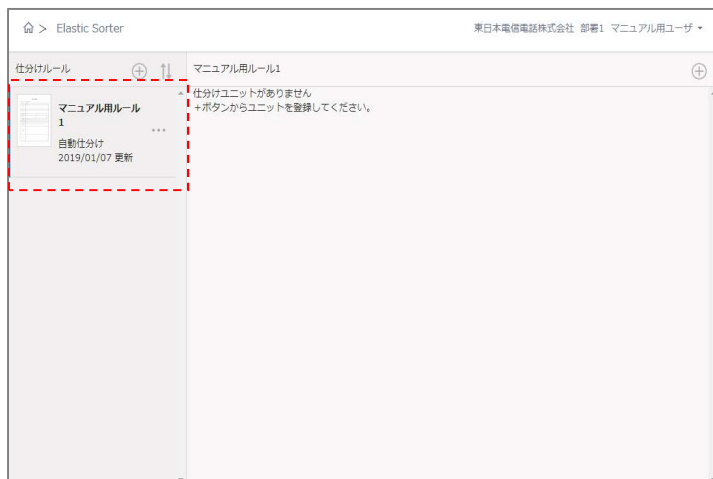 > Elastic Sorter
東日本電信電話株式会社 部署1 マニュアル用ユーザ
仕分けルール
マニュアル用ルール1
マニュアル用ルール
1
...
自動仕分け
2019/01/07 更新
仕分けユニットがありません
+ボタンからユニットを登録してください。